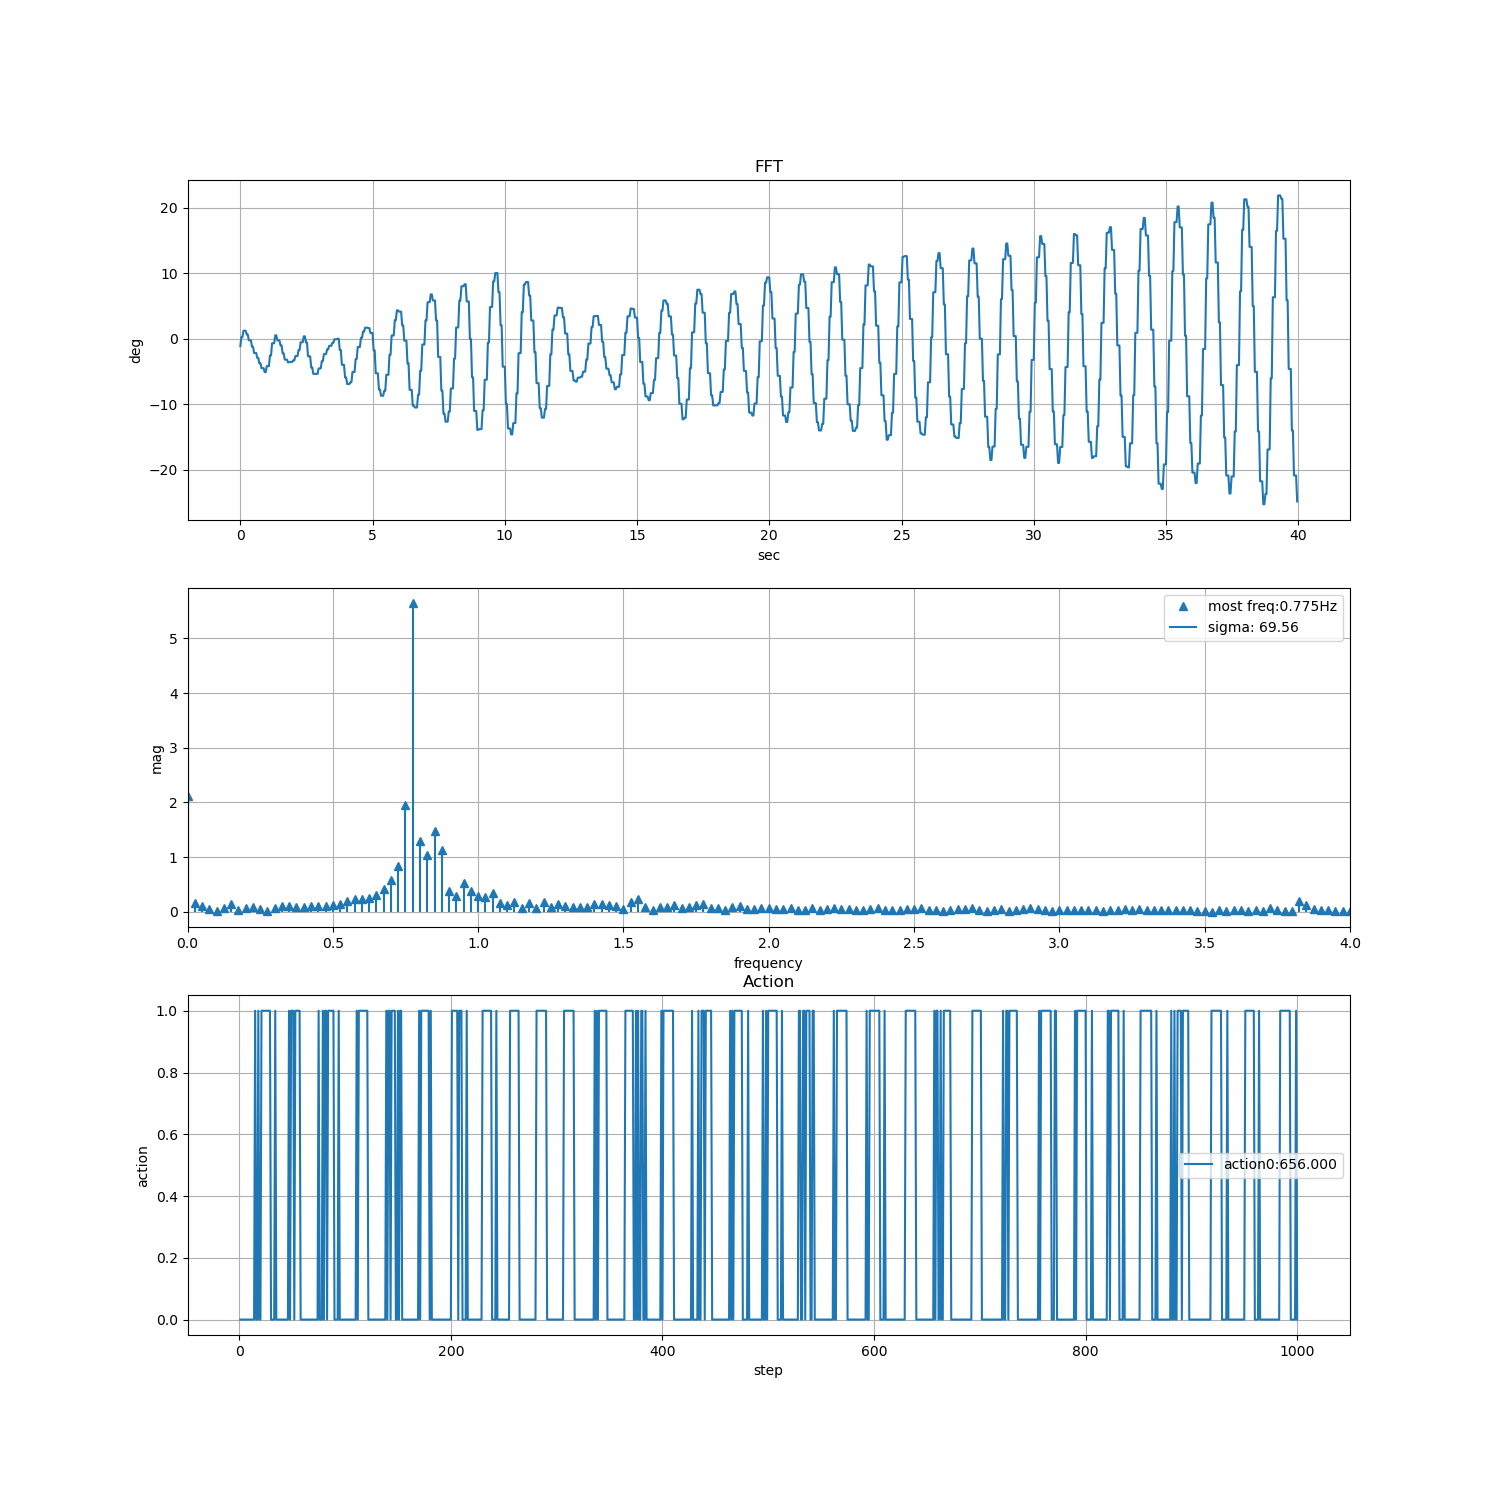 FFT
20
10
0
−10
−20
deg
0 5 10 15 20 25 30 35 40
sec
most freq:0.775Hz
sigma: 69.56
5
4
3
2
1
0
mag
0.0 0.5 1.0 1.5 2.0 2.5 3.0 3.5 4.0
frequency
Action
1.0
0.8
0.6
0.4
0.2
0.0
action
action0:656.000
0 200 400 600 800 1000
step